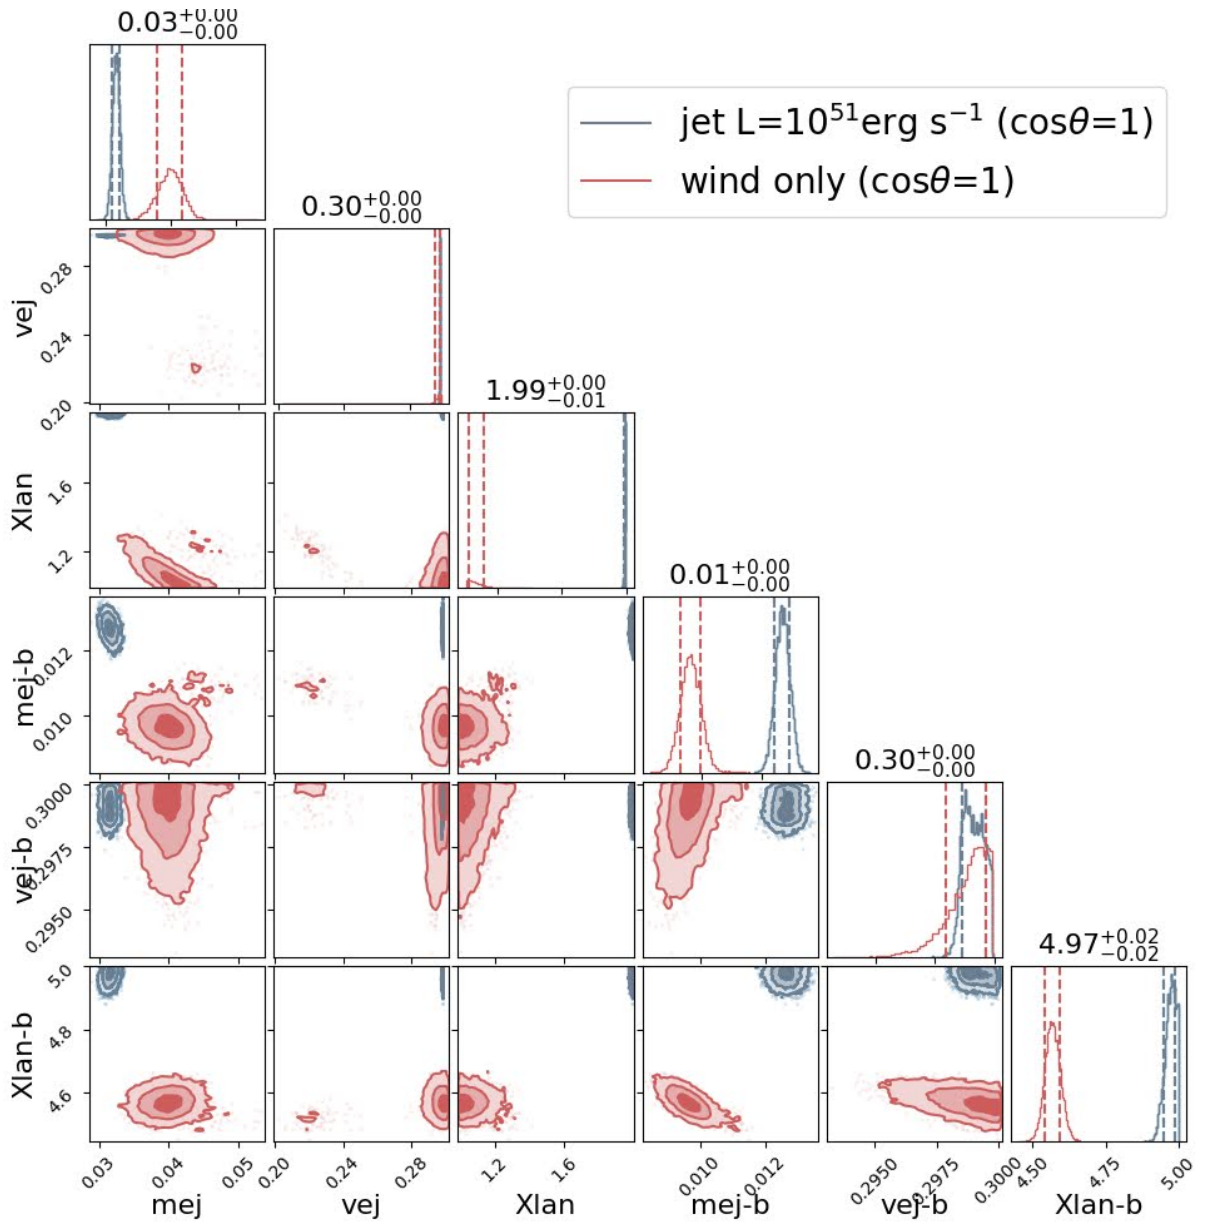 0.03+0.00−0.00
jet L=10^51erg s^−1 (cosθ=1)
wind only (cosθ=1)
0.30+0.00−0.00
vej
0.28
0.24
0.20
1.99+0.00−0.01
Xlan
1.6
1.2
0.01+0.00−0.00
mej-b
0.012
0.010
0.30+0.00−0.00
vej-b
0.3000
0.2975
0.2950
4.97+0.02−0.02
Xlan-b
5.0
4.8
4.6
0.03 0.04 0.05 0.20 0.24 0.28 1.2 1.6 0.010 0.012 0.2950 0.2975 0.3000 4.50 4.75 5.00
mej vej Xlan mej-b vej-b Xlan-b